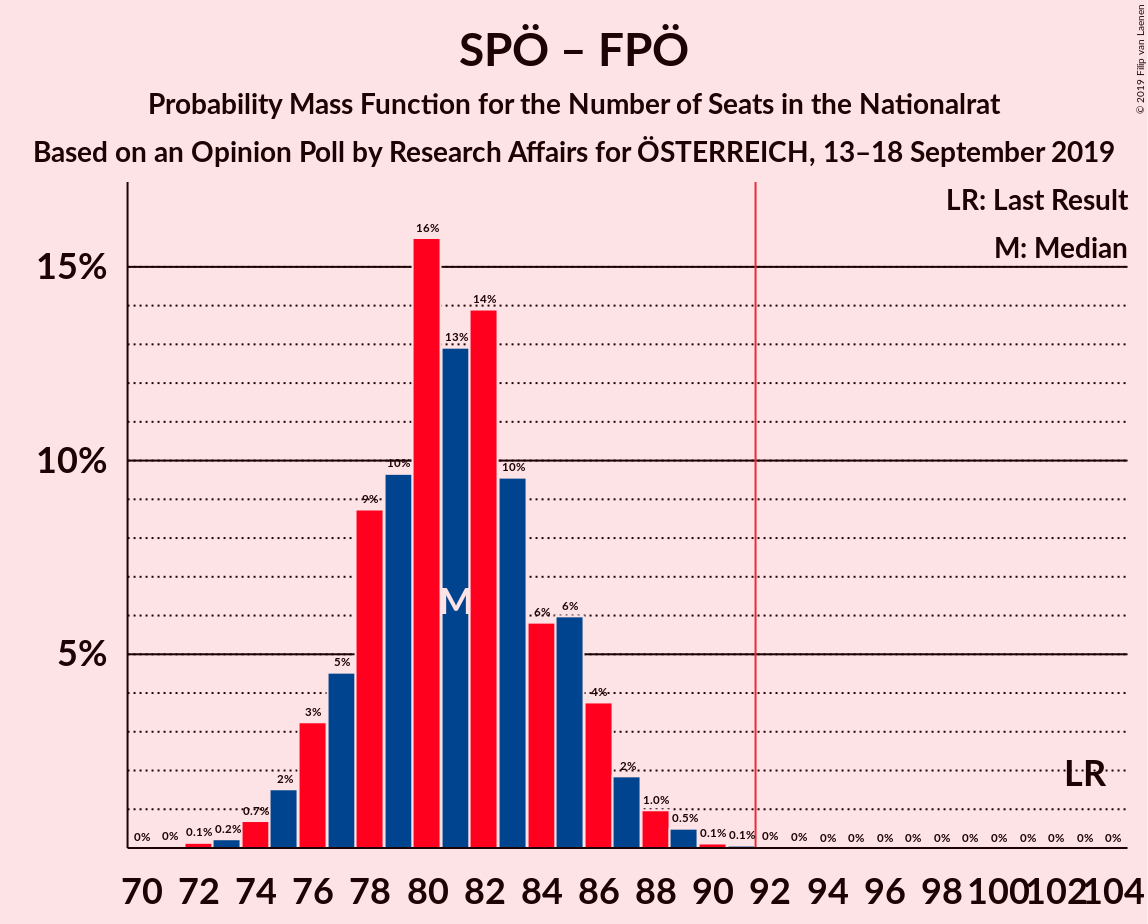 SPÖ – FPÖ
Probability Mass Function for the Number of Seats in the Nationalrat
Based on an Opinion Poll by Research Affairs for ÖSTERREICH, 13–18 September 2019
© 2019 Filip van Laenen
LR: Last Result
M: Median
15%
10%
5%
0% 0% 0.1% 0.2% 0.7% 2% 3% 5% 9% 10% 16% 13% 14% 10% 6% 6% 4% 2% 1.0% 0.5% 0.1% 0.1% 0% 0% 0% 0% 0% 0% 0% 0% 0% 0% 0% 0% 0%
M
LR
70 72 74 76 78 80 82 84 86 88 90 92 94 96 98 100 102 104